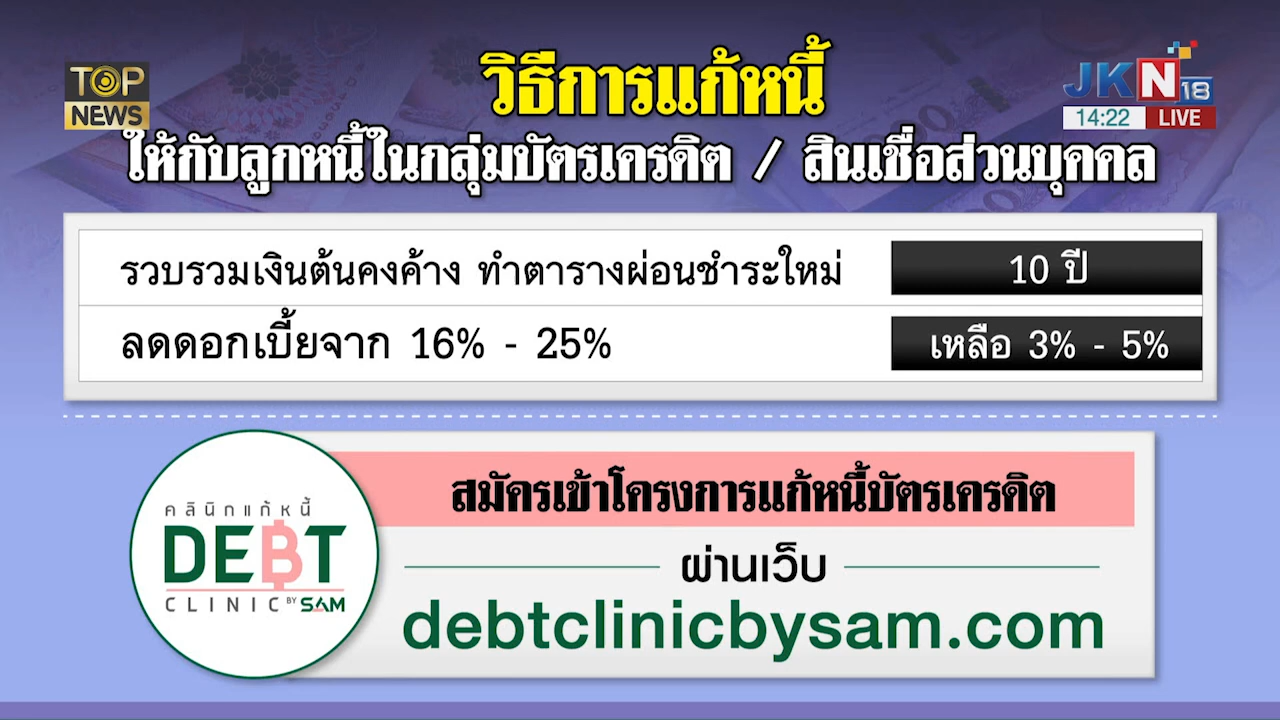 วิธีการแก้หนี้
TOP NEWS
JKN18
14:22 LIVE
ให้กับลูกหนี้ในกลุ่มบัตรเครดิต / สินเชื่อส่วนบุคคล
รวบรวมเงินต้นคงค้าง ทำตารางผ่อนชำระใหม่ 10 ปี
ลดดอกเบี้ยจาก 16% - 25% เหลือ 3% - 5%
คลินิกแก้หนี้
DEBT
CLINIC BY SAM
สมัครเข้าโครงการแก้หนี้บัตรเครดิต
ผ่านเว็บ
debtclinicbysam.com